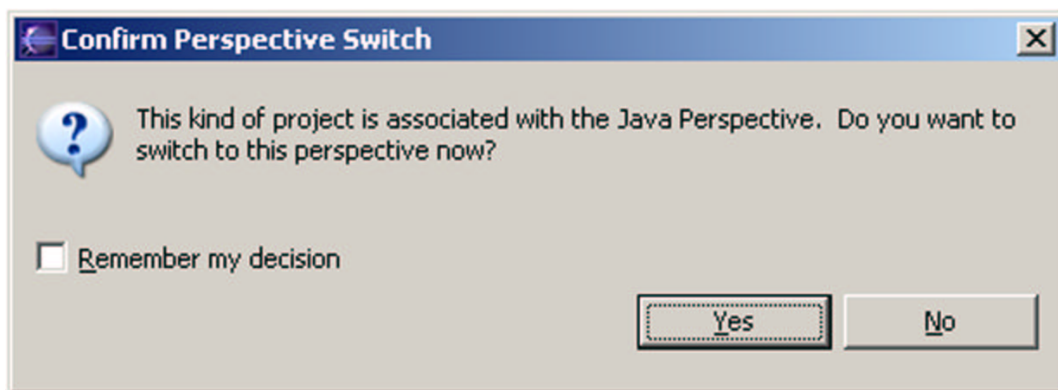 Confirm Perspective Switch
This kind of project is associated with the Java Perspective.  Do you want to
switch to this perspective now?
Remember my decision
Yes
No